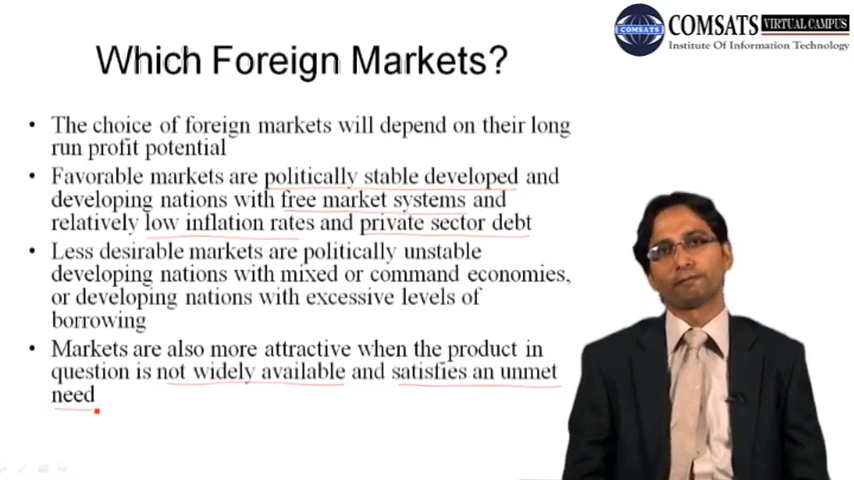 COMSATS
COMSATS VIRTUAL CAMPUS
Institute Of Information Technology
Which Foreign Markets?
• The choice of foreign markets will depend on their long
run profit potential
• Favorable markets are politically stable developed and
developing nations with free market systems and
relatively low inflation rates and private sector debt
• Less desirable markets are politically unstable
developing nations with mixed or command economies,
or developing nations with excessive levels of
borrowing
• Markets are also more attractive when the product in
question is not widely available and satisfies an unmet
need